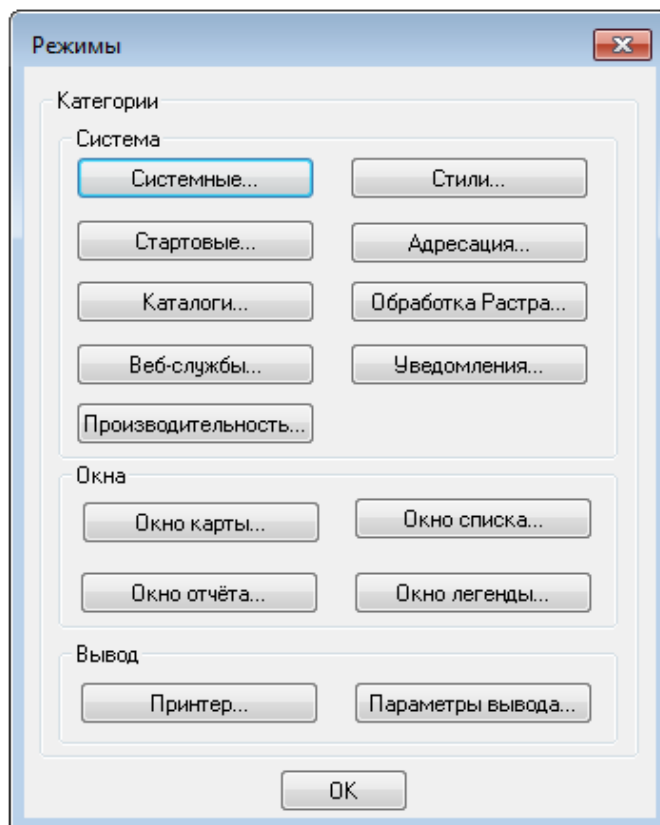 Режимы
Категории
Система
Системные... Стили...
Стартовые... Адресация...
Каталоги... Обработка Растра...
Веб-службы... Уведомления...
Производительность...
Окна
Окно карты... Окно списка...
Окно отчёта... Окно легенды...
Вывод
Принтер... Параметры вывода...
OK